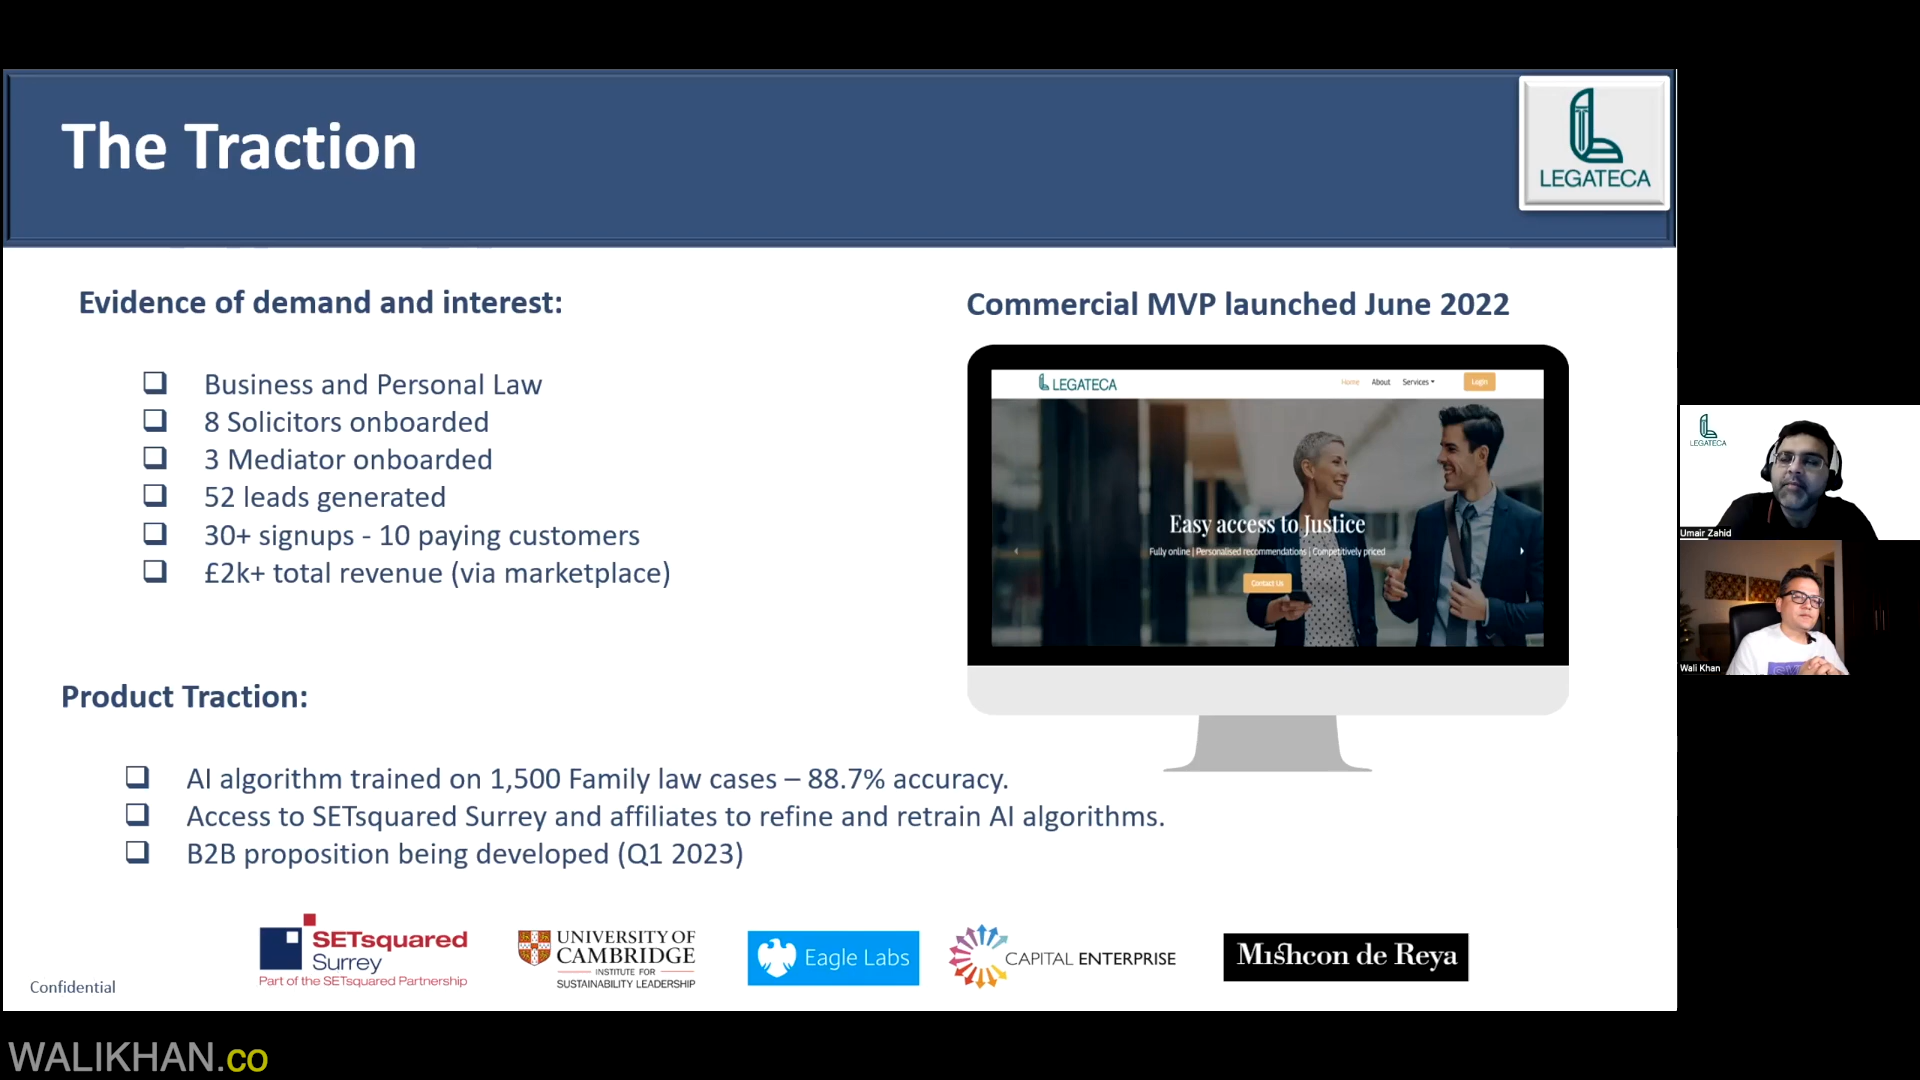 The Traction
LEGATECA
Evidence of demand and interest:
Business and Personal Law
8 Solicitors onboarded
3 Mediator onboarded
52 leads generated
30+ signups - 10 paying customers
£2k+ total revenue (via marketplace)
Commercial MVP launched June 2022
LEGATECA
Home About Services Login
Easy access to Justice
Fully online | Personalised recommendations | Competitively priced
Contact Us
Product Traction:
AI algorithm trained on 1,500 Family law cases – 88.7% accuracy.
Access to SETsquared Surrey and affiliates to refine and retrain AI algorithms.
B2B proposition being developed (Q1 2023)
SETsquared
Surrey
Part of the SETsquared Partnership
UNIVERSITY OF
CAMBRIDGE
INSTITUTE FOR
SUSTAINABILITY LEADERSHIP
Eagle Labs
CAPITAL ENTERPRISE
Mishcon de Reya
Confidential
LEGATECA
Umair Zahid
Wali Khan
WALIKHAN.CO